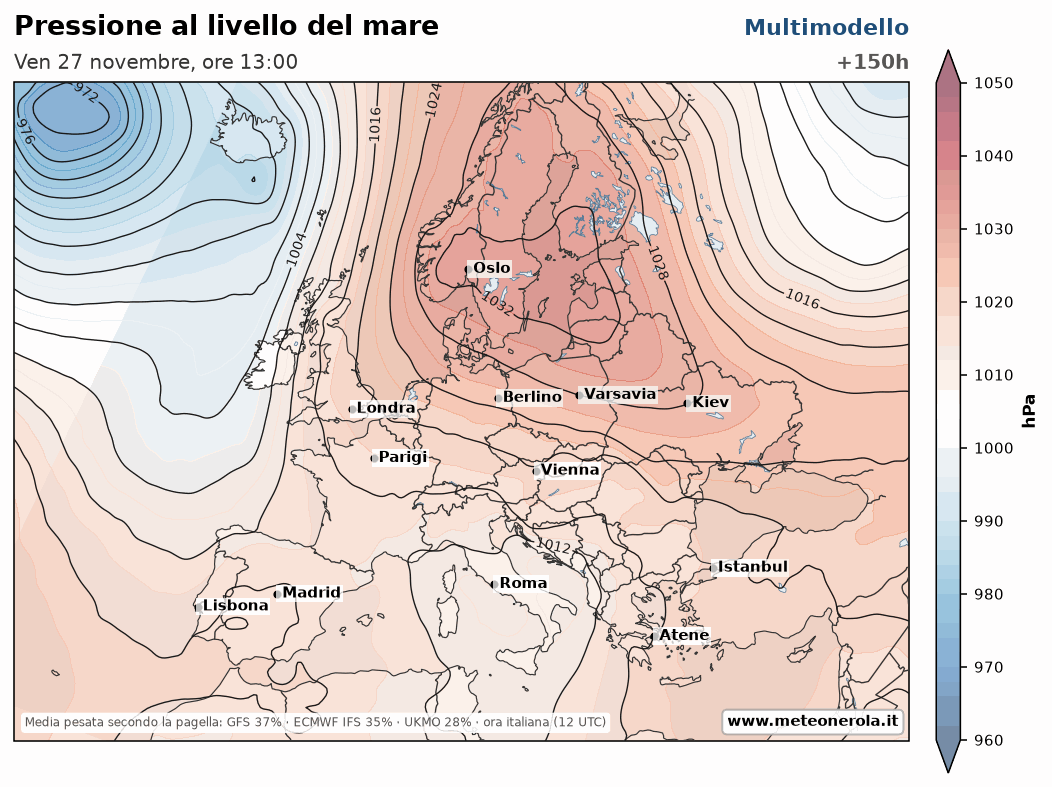 Pressione al livello del mare
Multimodello
Ven 27 novembre, ore 13:00
+150h
972
976
1016
1024
1004
1028
1016
1032
1012
Oslo
Berlino
Varsavia
Kiev
Londra
Parigi
Vienna
Istanbul
Roma
Madrid
Lisbona
Atene
1050
1040
1030
1020
1010
1000
990
980
970
960
hPa
Media pesata secondo la pagella: GFS 37% · ECMWF IFS 35% · UKMO 28% · ora italiana (12 UTC)
www.meteonerola.it